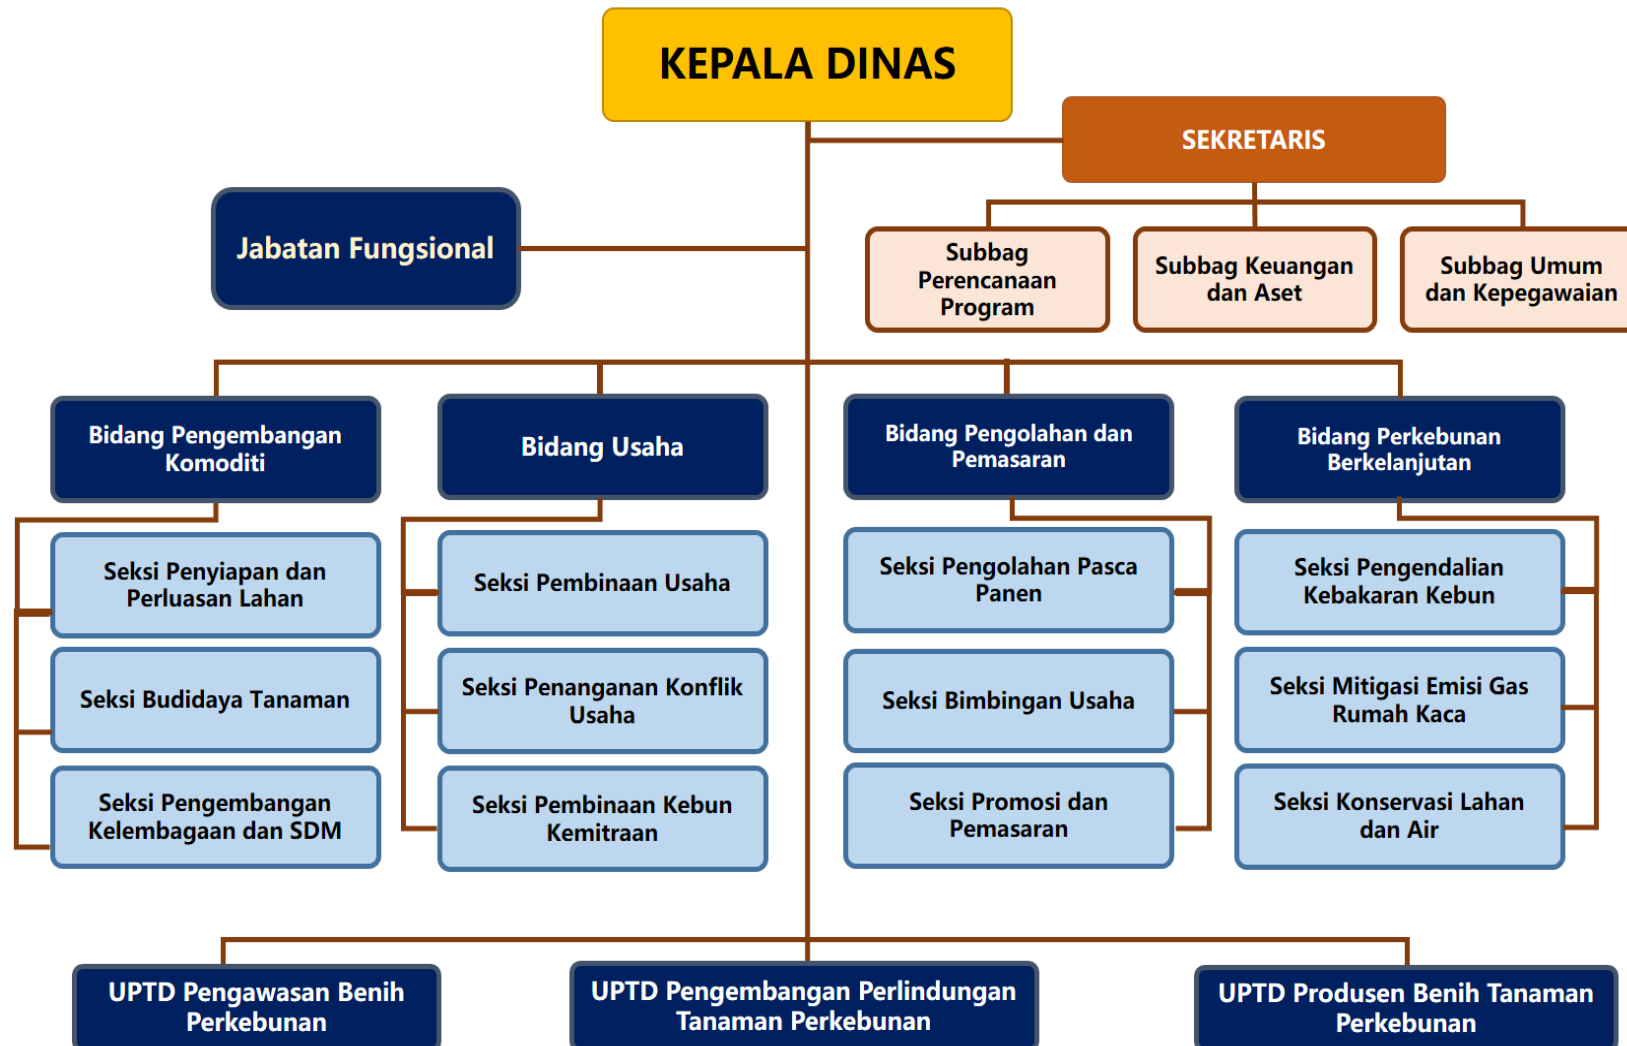 KEPALA DINAS
SEKRETARIS
Jabatan Fungsional
Subbag
Perencanaan
Program
Subbag Keuangan
dan Aset
Subbag Umum
dan Kepegawaian
Bidang Pengembangan
Komoditi
Bidang Usaha
Bidang Pengolahan dan
Pemasaran
Bidang Perkebunan
Berkelanjutan
Seksi Penyiapan dan
Perluasan Lahan
Seksi Budidaya Tanaman
Seksi Pengembangan
Kelembagaan dan SDM
Seksi Pembinaan Usaha
Seksi Penanganan Konflik
Usaha
Seksi Pembinaan Kebun
Kemitraan
Seksi Pengolahan Pasca
Panen
Seksi Bimbingan Usaha
Seksi Promosi dan
Pemasaran
Seksi Pengendalian
Kebakaran Kebun
Seksi Mitigasi Emisi Gas
Rumah Kaca
Seksi Konservasi Lahan
dan Air
UPTD Pengawasan Benih
Perkebunan
UPTD Pengembangan Perlindungan
Tanaman Perkebunan
UPTD Produsen Benih Tanaman
Perkebunan